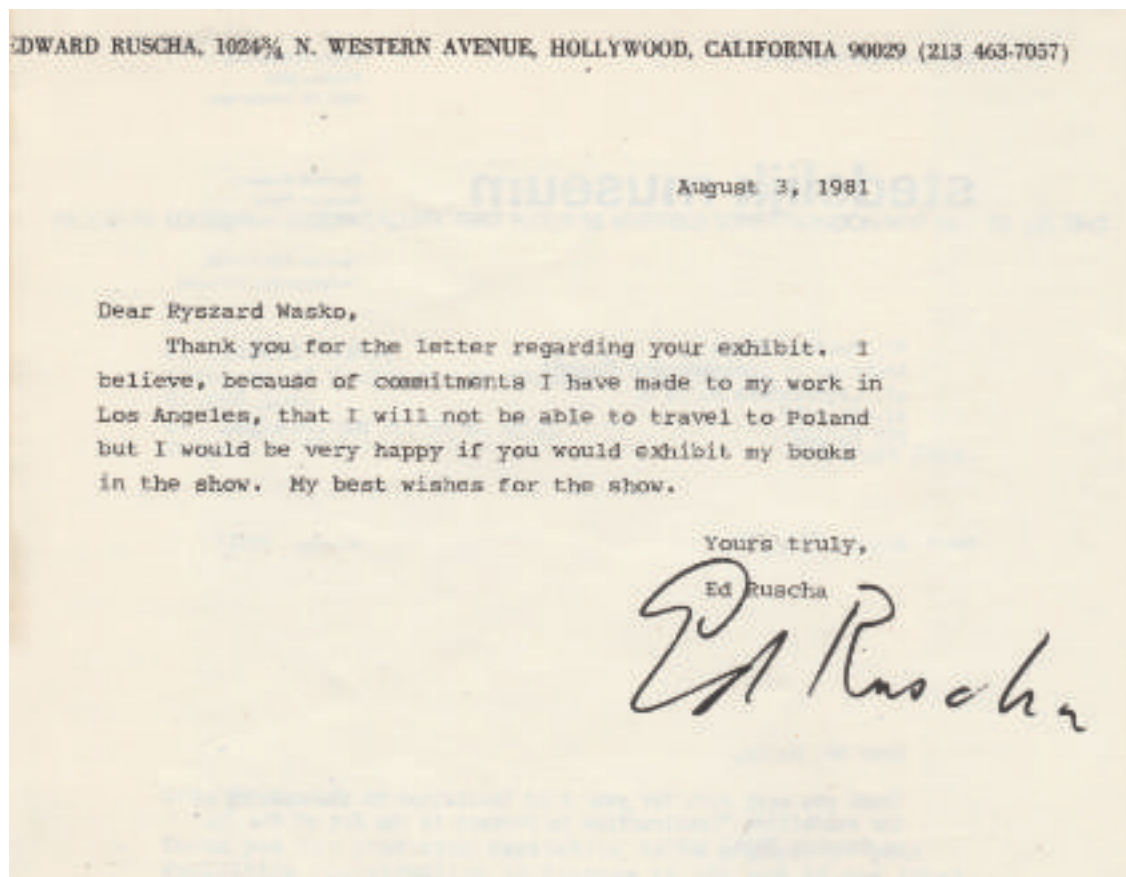 EDWARD RUSCHA, 1024¾ N. WESTERN AVENUE, HOLLYWOOD, CALIFORNIA 90029 (213 463-7057)
stedelijk museum
August 3, 1981
Dear Ryszard Wasko,
Thank you for the letter regarding your exhibit. I
believe, because of commitments I have made to my work in
Los Angeles, that I will not be able to travel to Poland
but I would be very happy if you would exhibit my books
in the show. My best wishes for the show.
Yours truly,
Ed Ruscha
Ed Ruscha